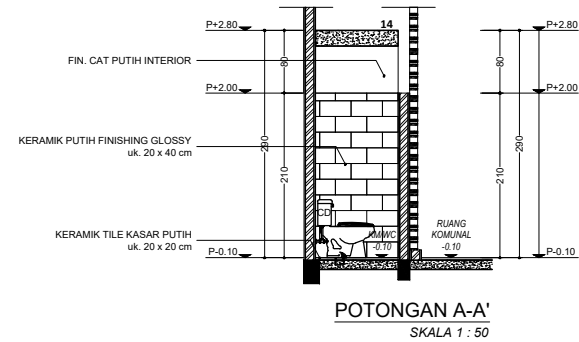 P+2.80
14
P+2.80
FIN. CAT PUTIH INTERIOR
80
80
P+2.00
P+2.00
KERAMIK PUTIH FINISHING GLOSSY
uk. 20 x 40 cm
290
210
210
290
CD
KERAMIK TILE KASAR PUTIH
uk. 20 x 20 cm
KM/WC
-0.10
RUANG
KOMUNAL
-0.10
P-0.10
P-0.10
POTONGAN A-A'
SKALA 1 : 50